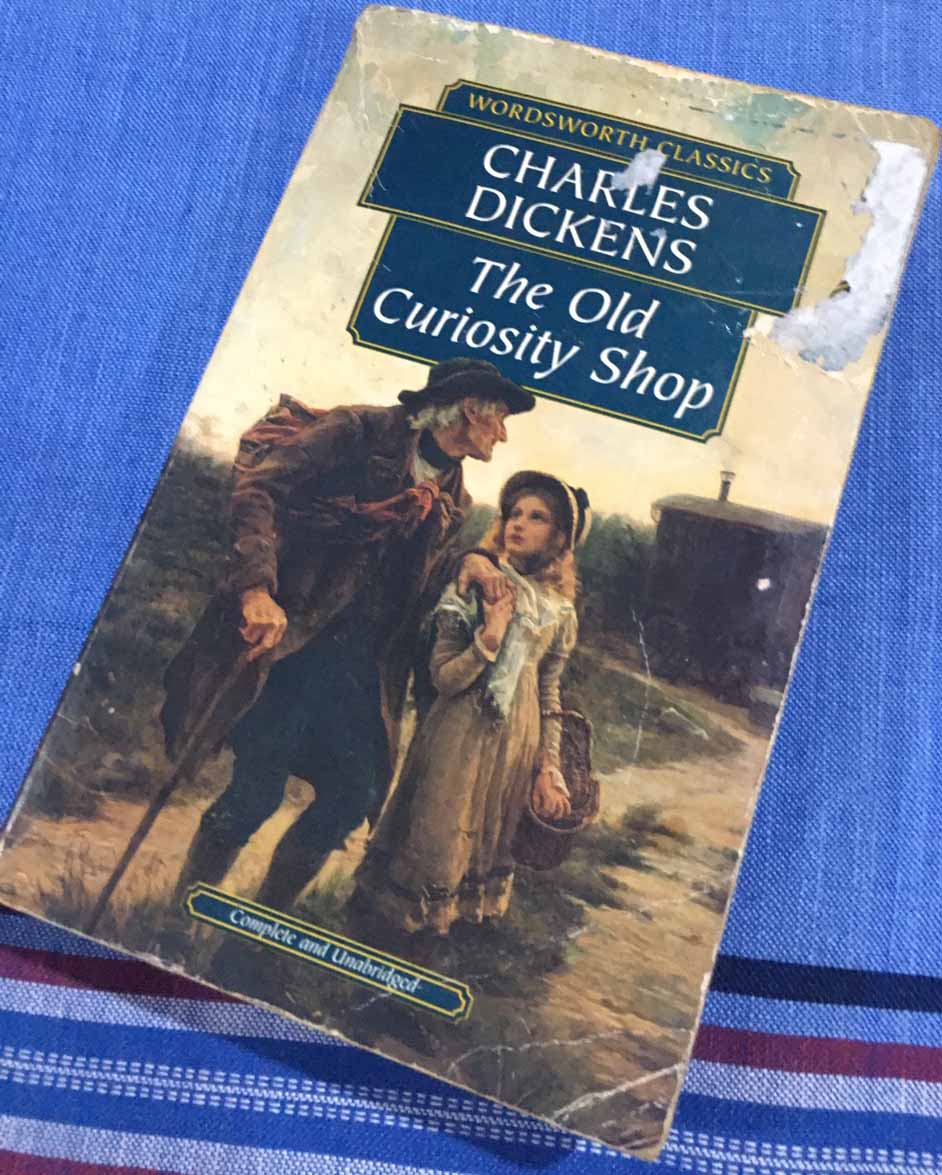 WORDSWORTH CLASSICS
CHARLES
DICKENS
The Old
Curiosity Shop
Complete and Unabridged